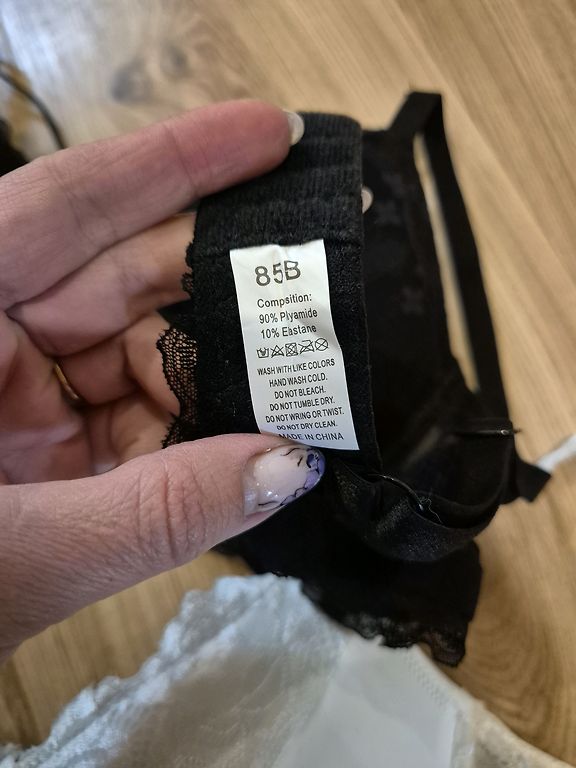 85B
Compsition:
90% Plyamide
10% Elastane
WASH WITH LIKE COLORS
HAND WASH COLD.
DO NOT BLEACH.
DO NOT TUMBLE DRY.
DO NOT WRING OR TWIST.
DO NOT DRY CLEAN.
MADE IN CHINA